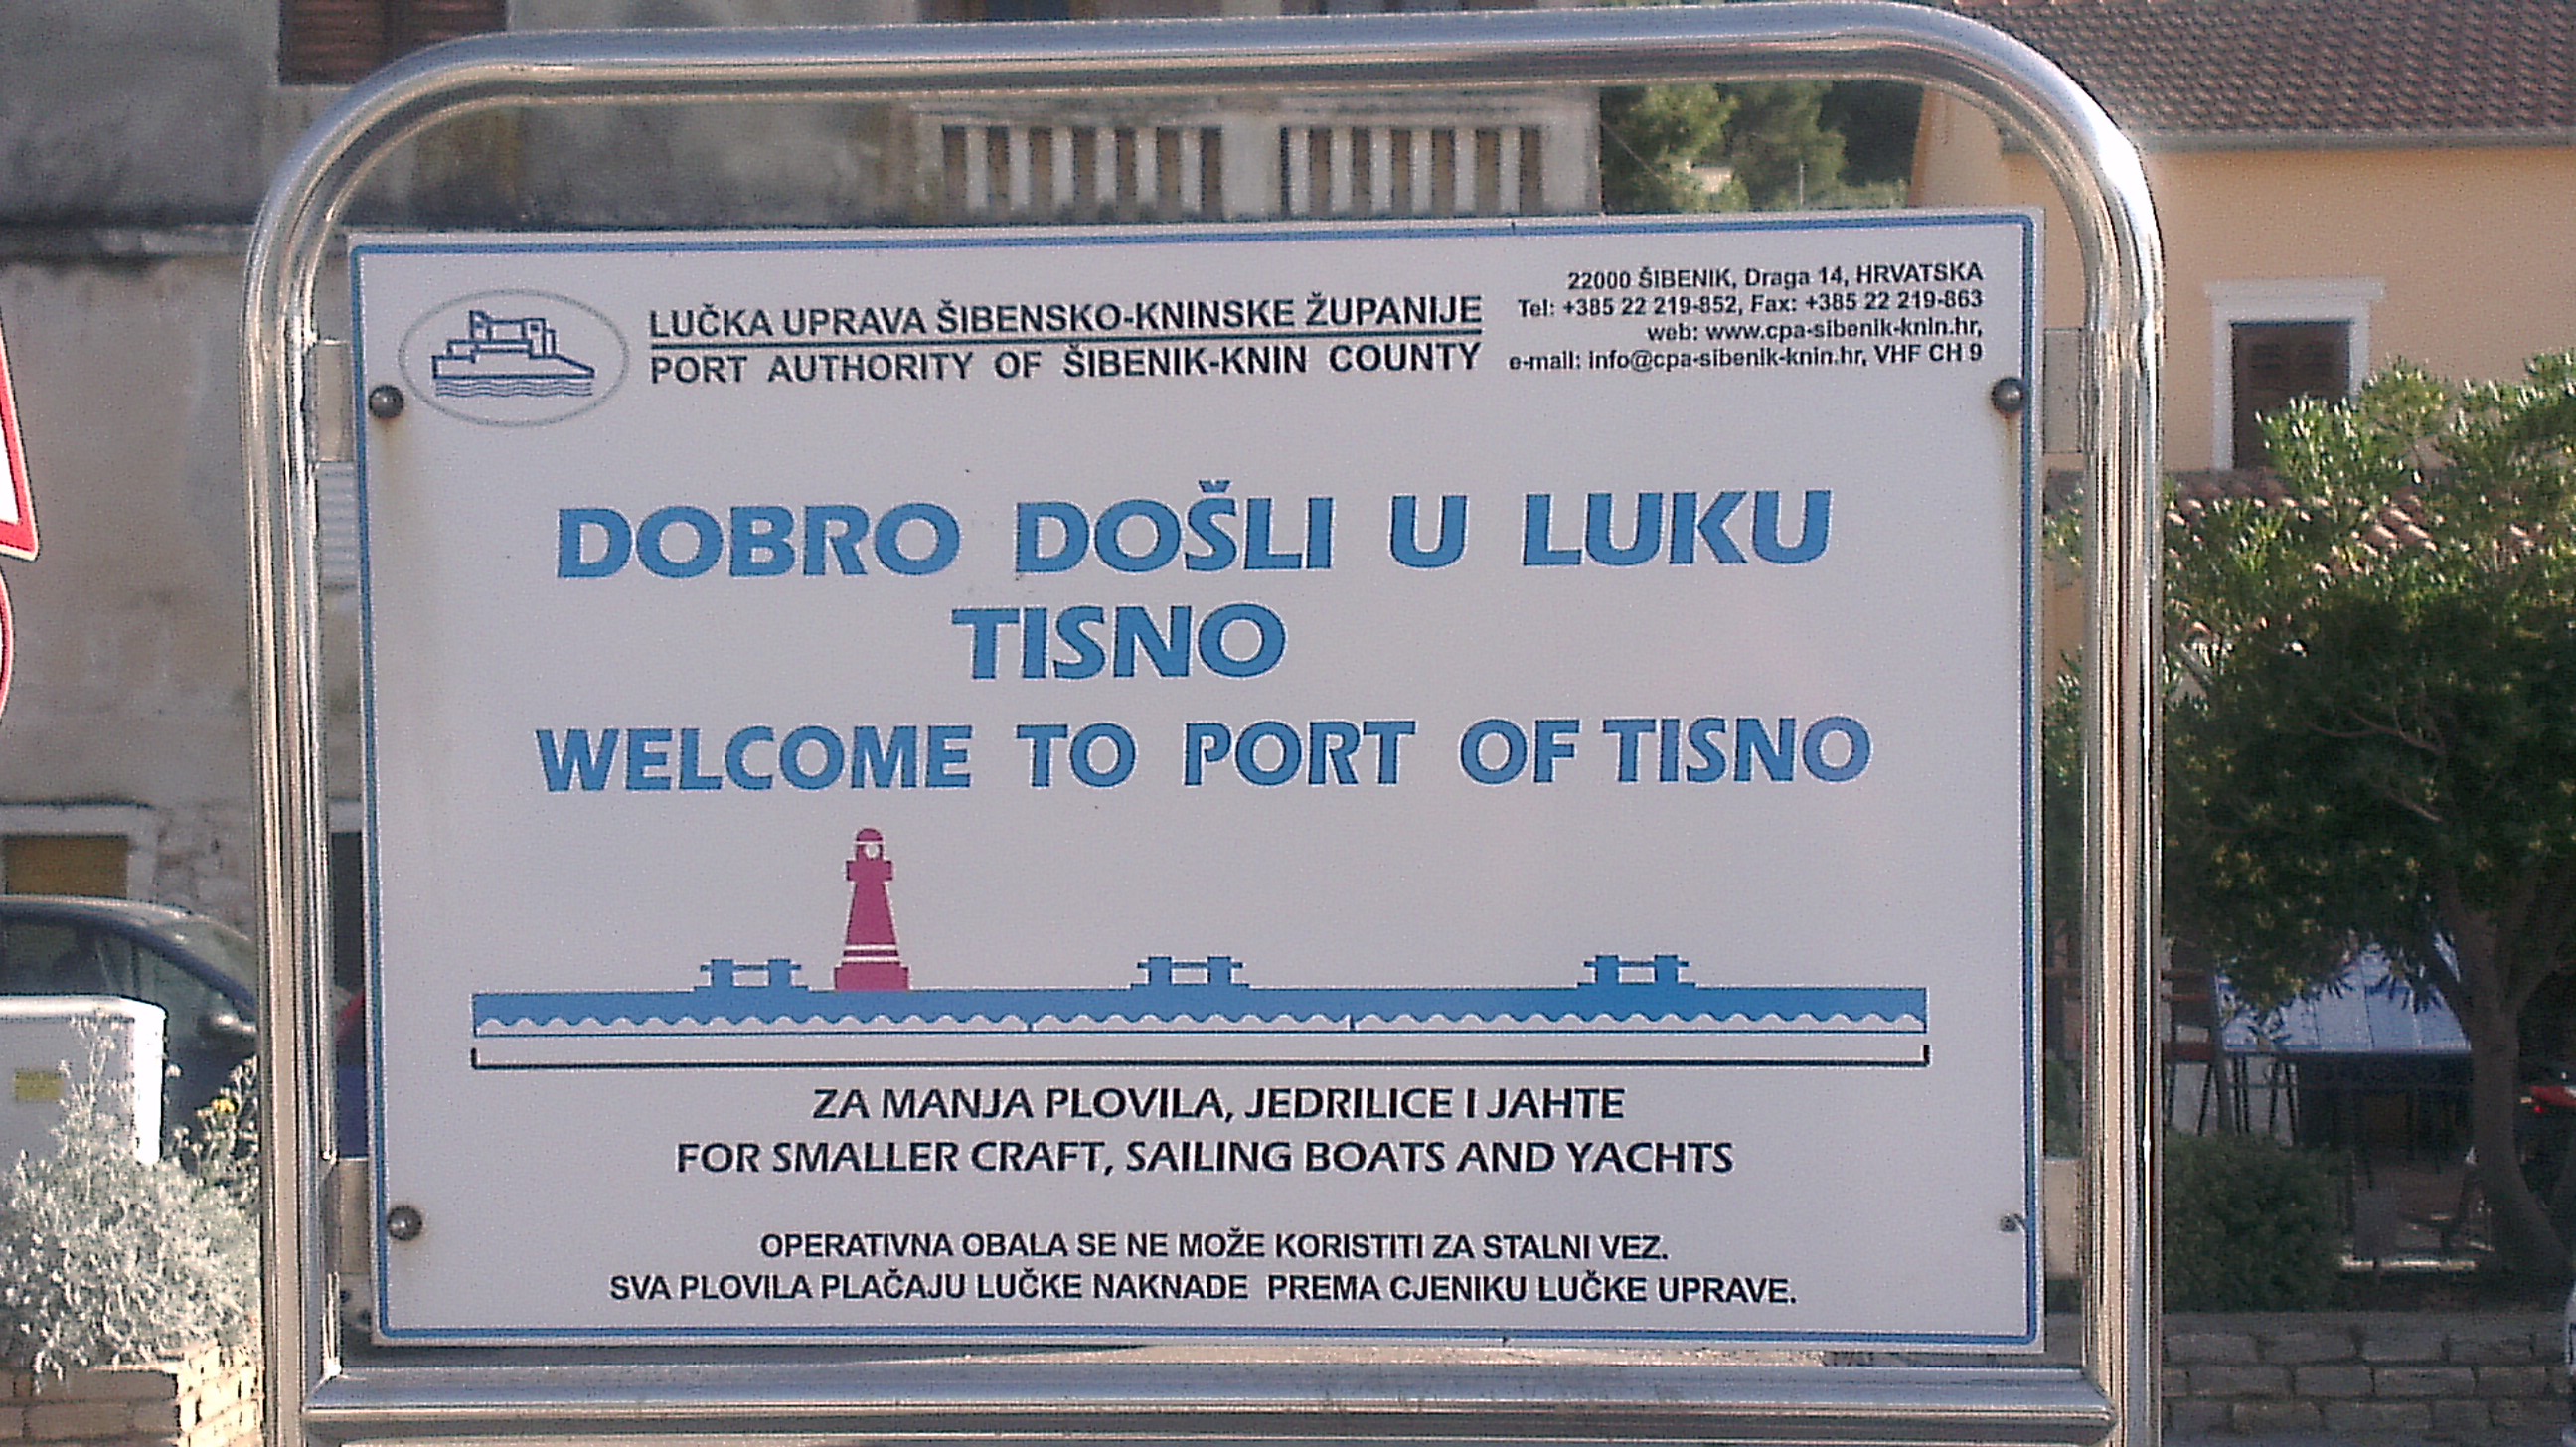 LUČKA UPRAVA ŠIBENSKO-KNINSKE ŽUPANIJE
PORT AUTHORITY OF ŠIBENIK-KNIN COUNTY
22000 ŠIBENIK, Draga 14, HRVATSKA
Tel: +385 22 219-852, Fax: +385 22 219-863
web: www.cpa-sibenik-knin.hr,
e-mail: info@cpa-sibenik-knin.hr, VHF CH 9
DOBRO DOŠLI U LUKU
TISNO
WELCOME TO PORT OF TISNO
ZA MANJA PLOVILA, JEDRILICE I JAHTE
FOR SMALLER CRAFT, SAILING BOATS AND YACHTS
OPERATIVNA OBALA SE NE MOŽE KORISTITI ZA STALNI VEZ.
SVA PLOVILA PLAČAJU LUČKE NAKNADE PREMA CJENIKU LUČKE UPRAVE.